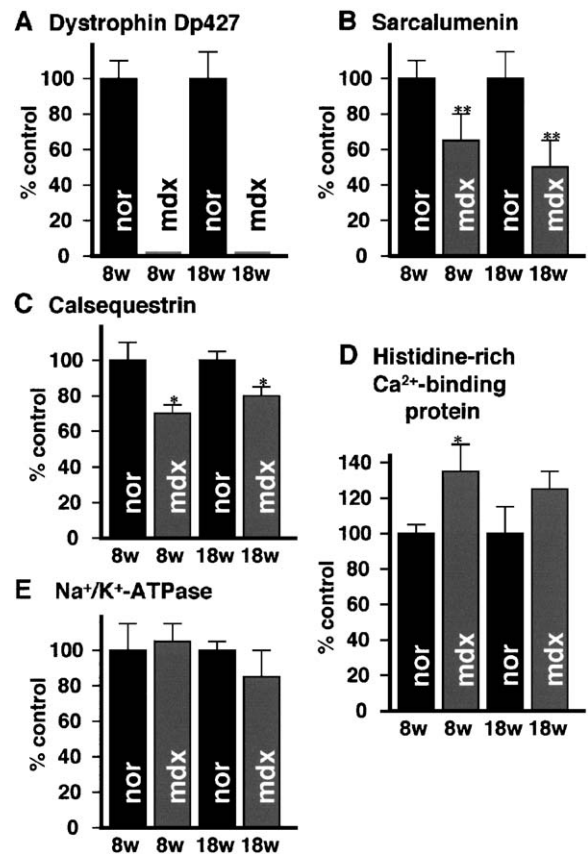 A Dystrophin Dp427
% control
100
80
60
40
20
0
nor
mdx
nor
mdx
8w 8w 18w 18w
B Sarcalumenin
% control
100
80
60
40
20
0
nor
**
mdx
nor
**
mdx
8w 8w 18w 18w
C Calsequestrin
% control
100
80
60
40
20
0
nor
*
mdx
nor
*
mdx
8w 8w 18w 18w
D Histidine-rich
Ca²⁺-binding
protein
% control
140
120
100
80
60
40
20
0
nor
*
mdx
nor
mdx
8w 8w 18w 18w
E Na⁺/K⁺-ATPase
% control
100
80
60
40
20
0
nor
mdx
nor
mdx
8w 8w 18w 18w